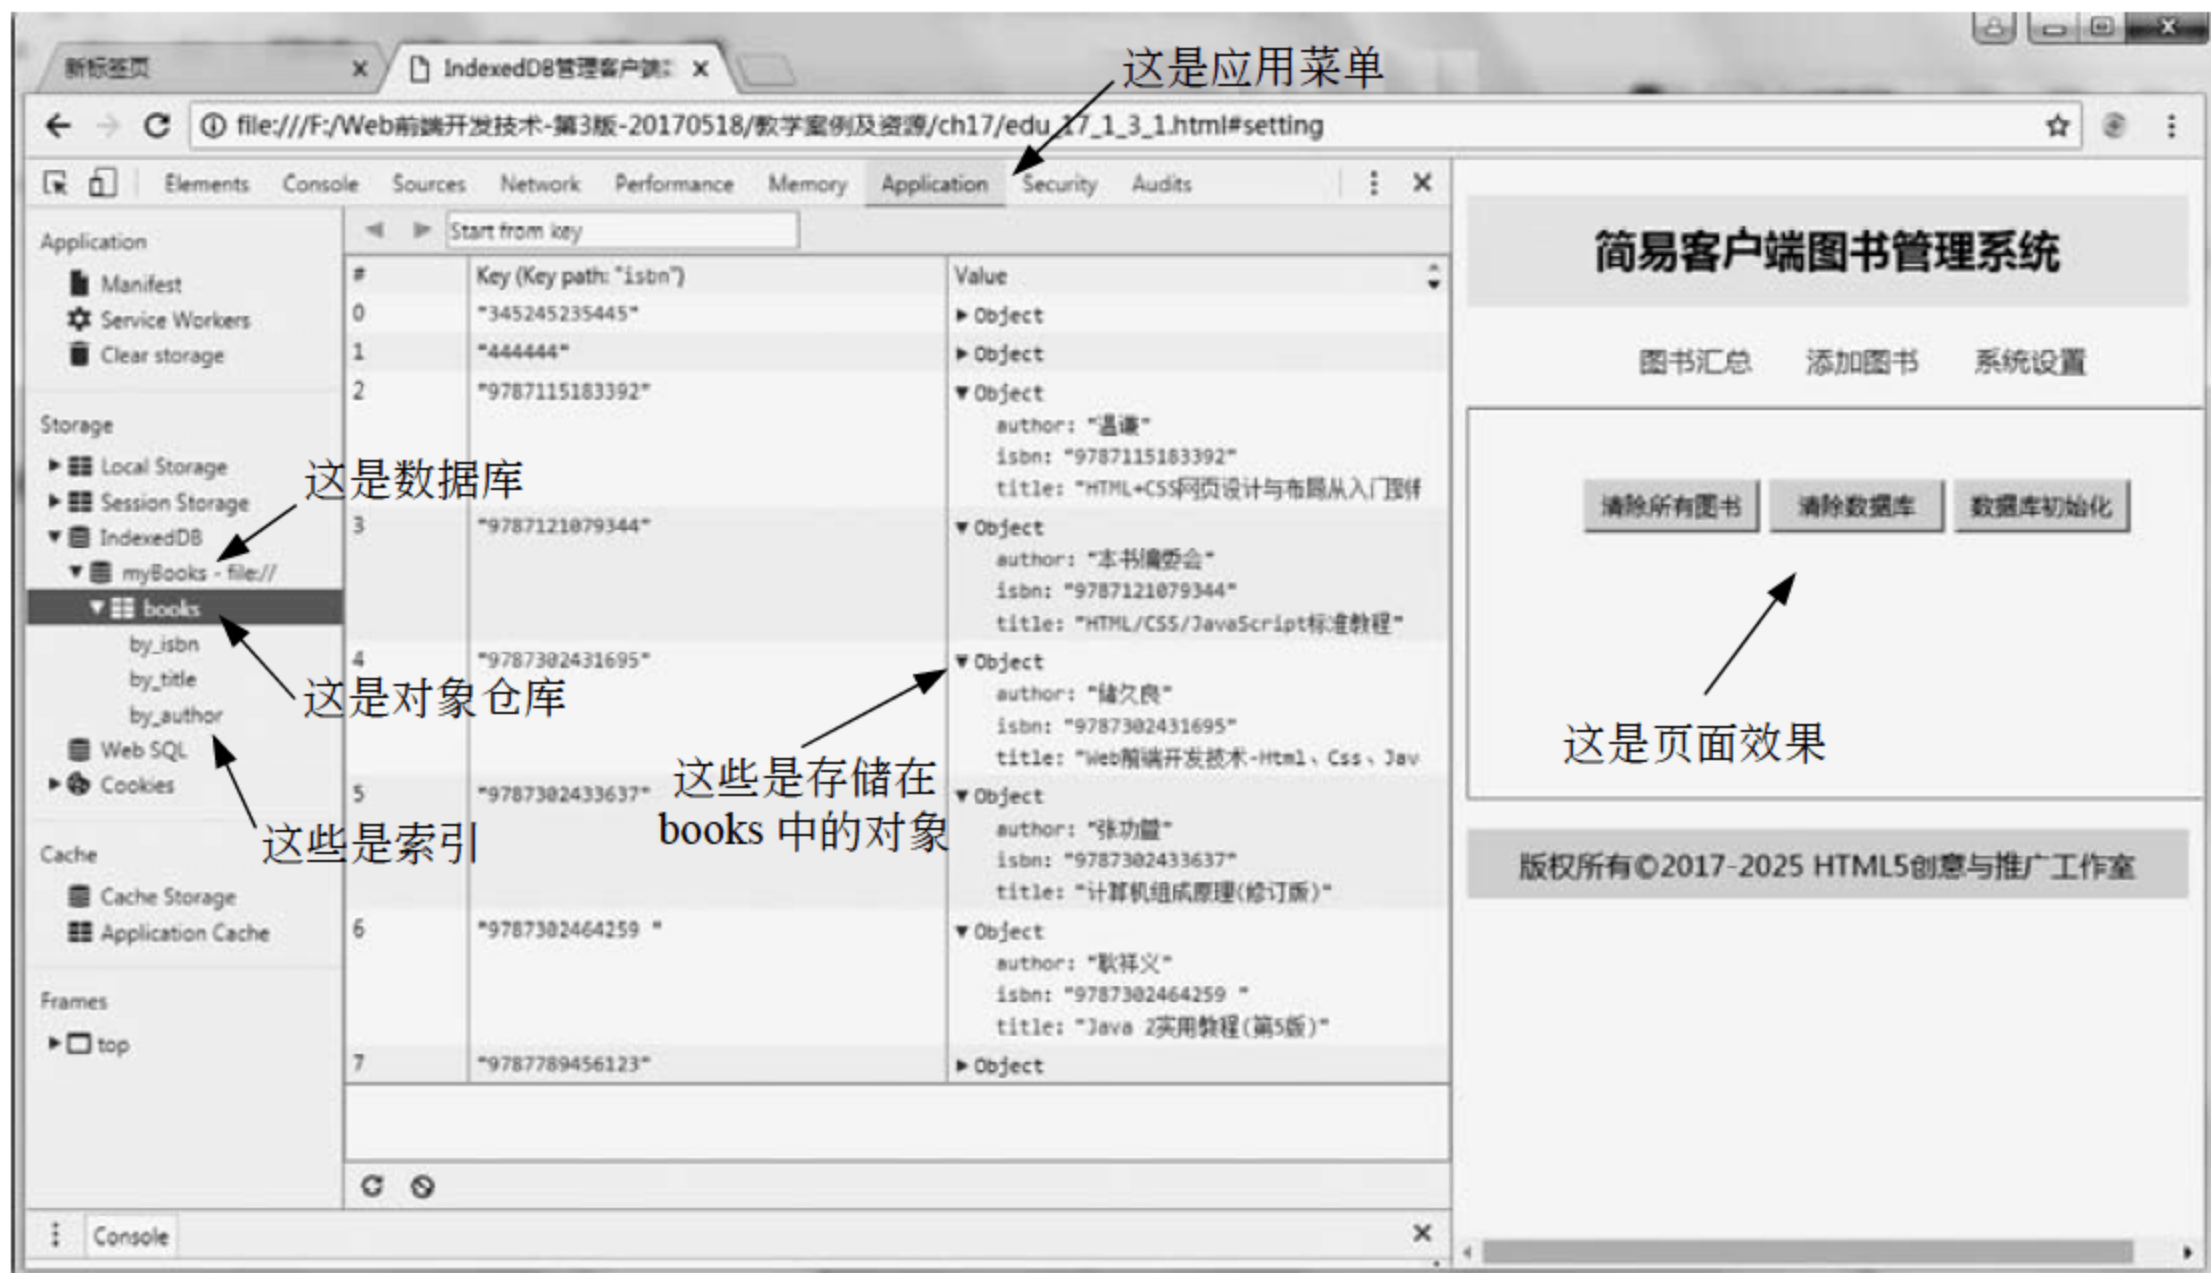 新标签页
IndexedDB管理客户端
这是应用菜单
file:///F:/Web前端开发技术-第3版-20170518/教学案例及资源/ch17/edu_17_1_3_1.html#setting
Elements Console Sources Network Performance Memory Application Security Audits
Application
Manifest
Service Workers
Clear storage
Storage
Local Storage
Session Storage
IndexedDB
myBooks - file://
books
by_isbn
by_title
by_author
Web SQL
Cookies
Cache
Cache Storage
Application Cache
Frames
top
这是数据库
这是对象仓库
这些是索引
Start from key
# Key (Key path: "isbn") Value
0 "345245235445" Object
1 "444444" Object
2 "9787115183392" Object
author: "温谦"
isbn: "9787115183392"
title: "HTML+CSS网页设计与布局从入门到精
3 "9787121079344" Object
author: "本书编委会"
isbn: "9787121079344"
title: "HTML/CSS/JavaScript标准教程"
4 "9787302431695" Object
author: "储久良"
isbn: "9787302431695"
title: "Web前端开发技术-Html、Css、Jav
这些是存储在
books 中的对象
5 "9787302433637" Object
author: "张功萱"
isbn: "9787302433637"
title: "计算机组成原理(修订版)"
6 "9787302464259 " Object
author: "耿祥义"
isbn: "9787302464259 "
title: "Java 2实用教程(第5版)"
7 "9787789456123" Object
Console
简易客户端图书管理系统
图书汇总 添加图书 系统设置
清除所有图书 清除数据库 数据库初始化
这是页面效果
版权所有©2017-2025 HTML5创意与推广工作室